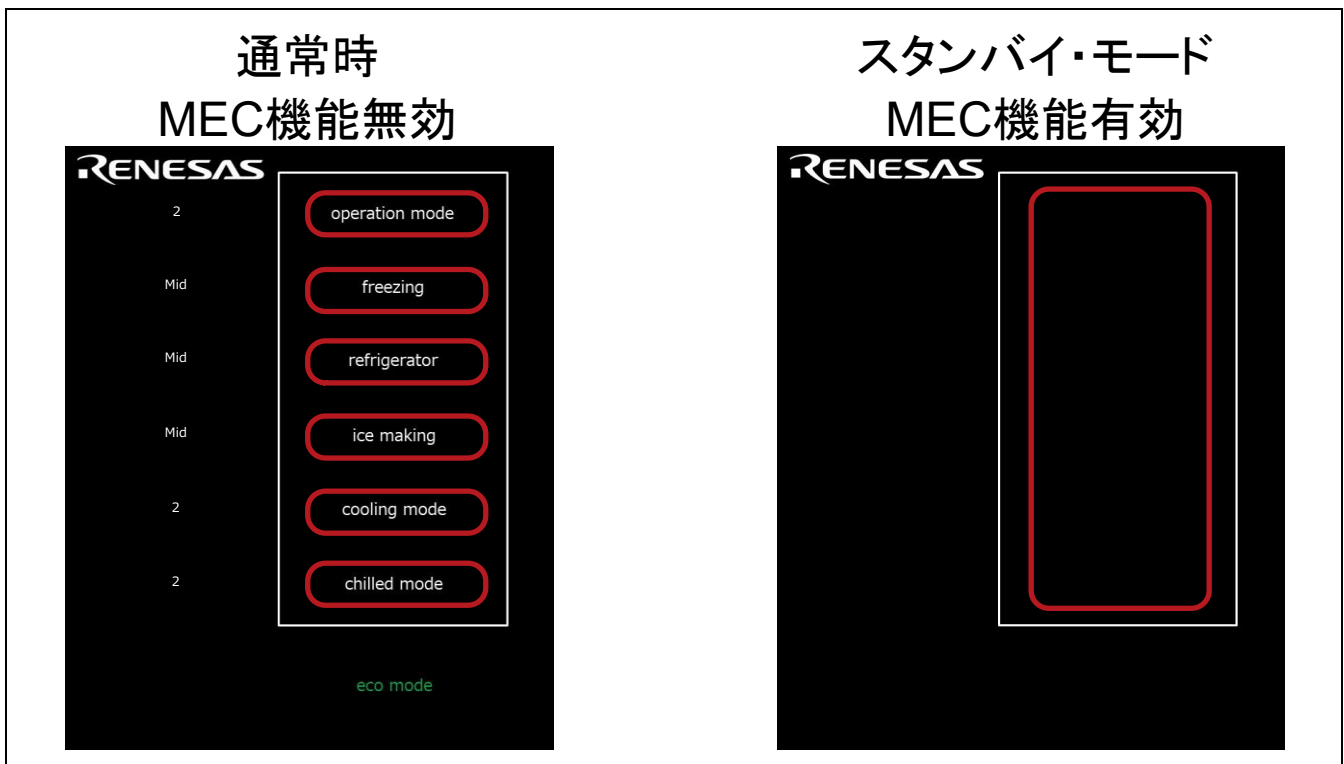 通常時
MEC機能無効
RENESAS
2 operation mode
Mid freezing
Mid refrigerator
Mid ice making
2 cooling mode
2 chilled mode
eco mode
スタンバイ・モード
MEC機能有効
RENESAS